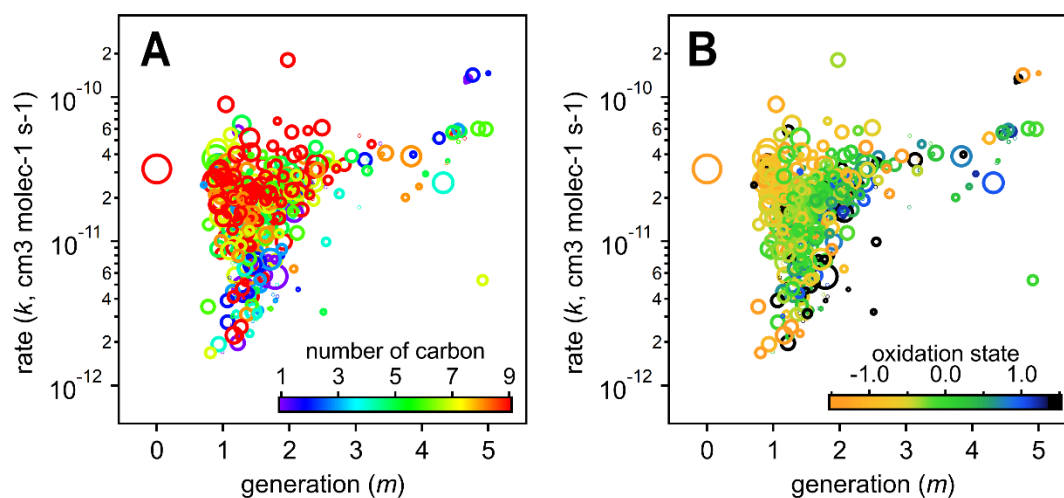 A
rate (k, cm3 molec-1 s-1)
2
10^-10
6
4
2
10^-11
6
4
2
10^-12
number of carbon
1 3 5 7 9
0 1 2 3 4 5
generation (m)
B
rate (k, cm3 molec-1 s-1)
2
10^-10
6
4
2
10^-11
6
4
2
10^-12
oxidation state
-1.0 0.0 1.0
0 1 2 3 4 5
generation (m)